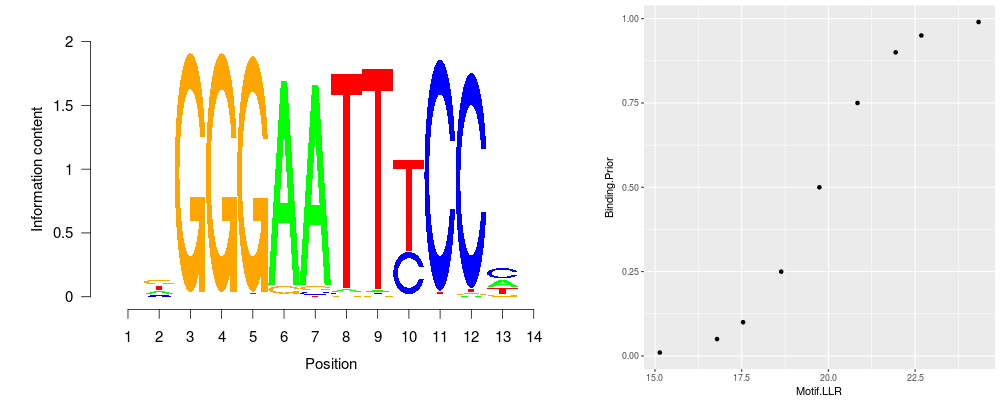 2
1.5
1
0.5
0
Information content
GGGAATTTCC
C
1 2 3 4 5 6 7 8 9 10 11 12 13 14
Position
1.00
0.75
0.50
0.25
0.00
Binding.Prior
15.0 17.5 20.0 22.5
Motif.LLR